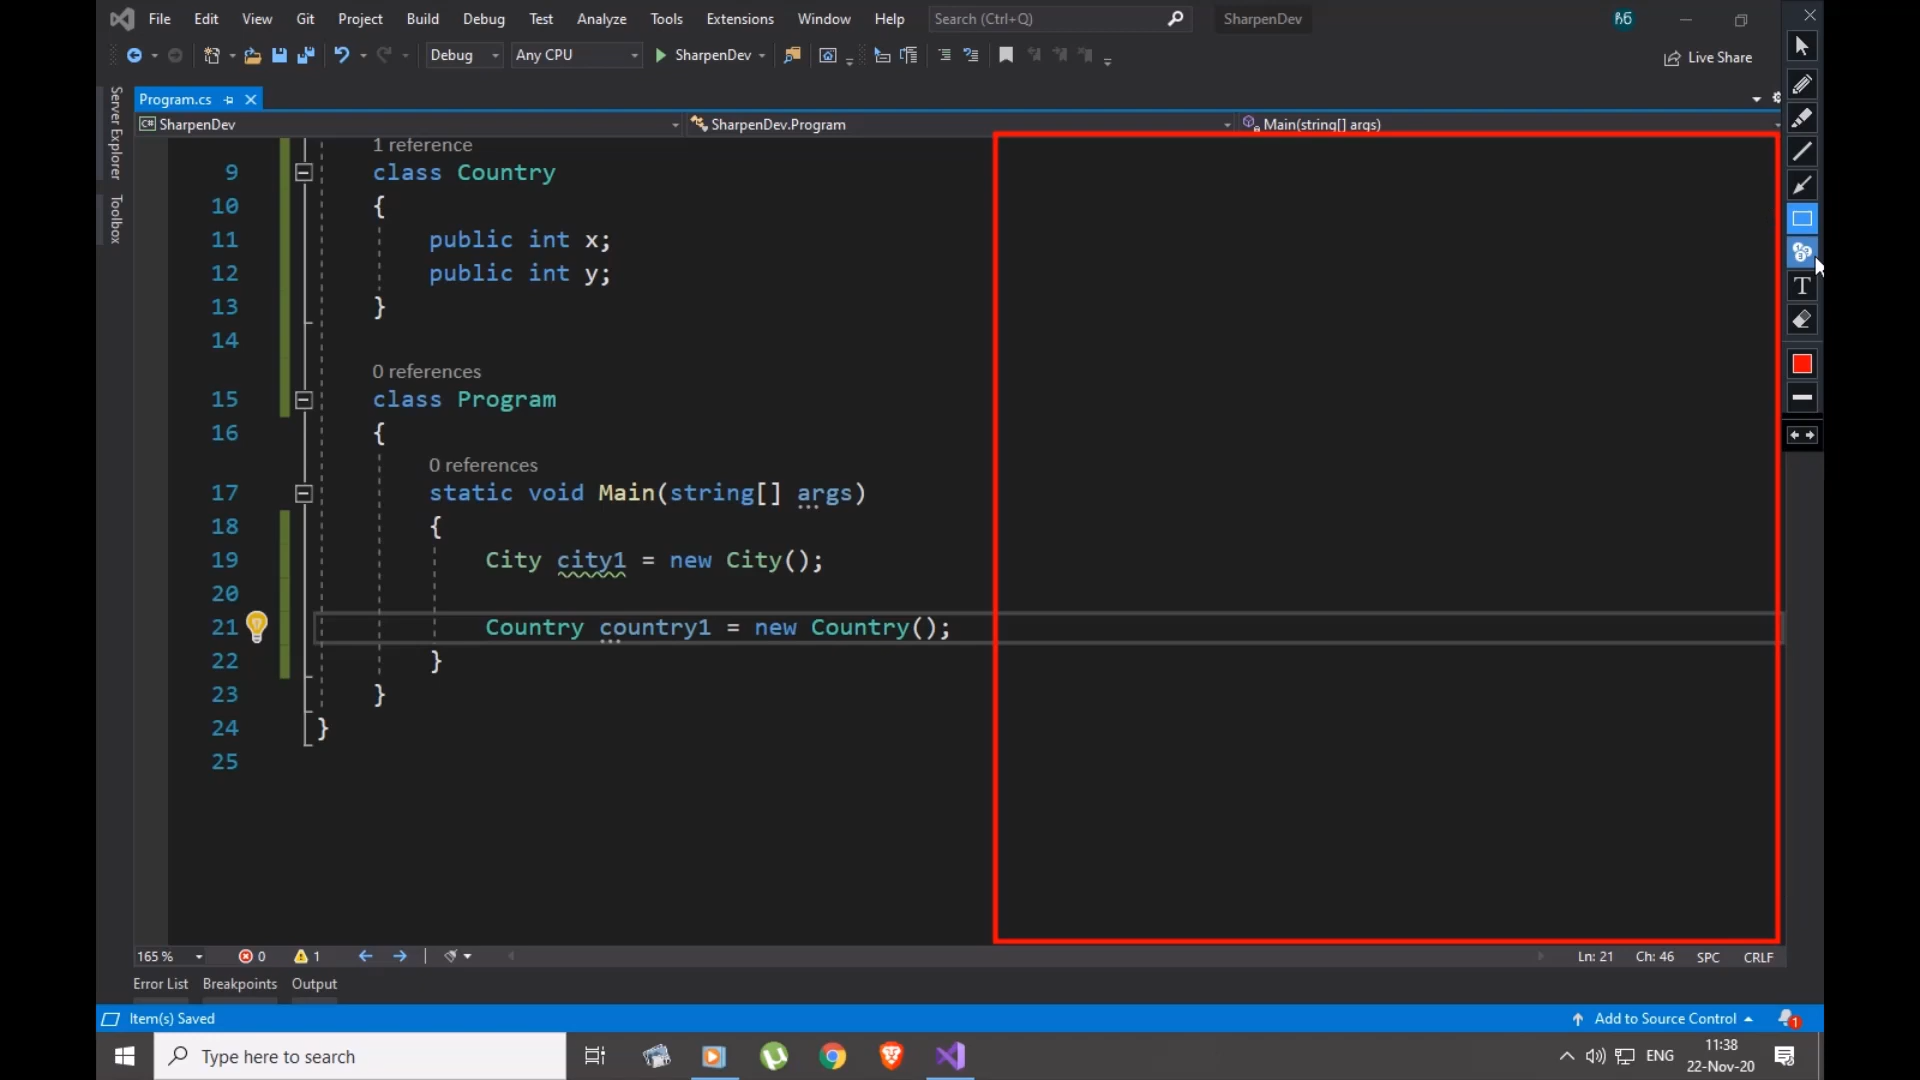 File Edit View Git Project Build Debug Test Analyze Tools Extensions Window Help Search (Ctrl+Q) SharpenDev
Debug Any CPU SharpenDev Live Share
Server Explorer
Toolbox
Program.cs
SharpenDev SharpenDev.Program Main(string[] args)
1 reference
9 class Country
10 {
11 public int x;
12 public int y;
13 }
14
0 references
15 class Program
16 {
0 references
17 static void Main(string[] args)
18 {
19 City city1 = new City();
20
21 Country country1 = new Country();
22 }
23 }
24 }
25
T
165 % 0 1 Ln: 21 Ch: 46 SPC CRLF
Error List Breakpoints Output
Item(s) Saved Add to Source Control 1
Type here to search ENG 11:38
22-Nov-20